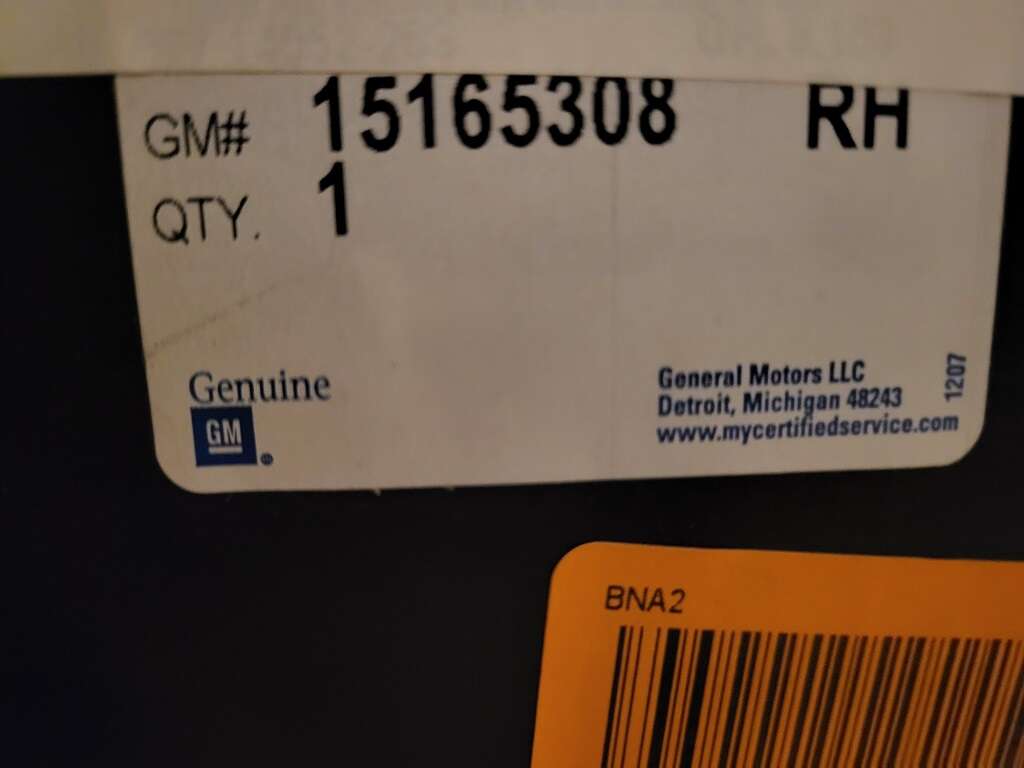 GM# 15165308 RH
QTY. 1
Genuine
GM
General Motors LLC
Detroit, Michigan 48243
www.mycertifiedservice.com
1207
BNA2